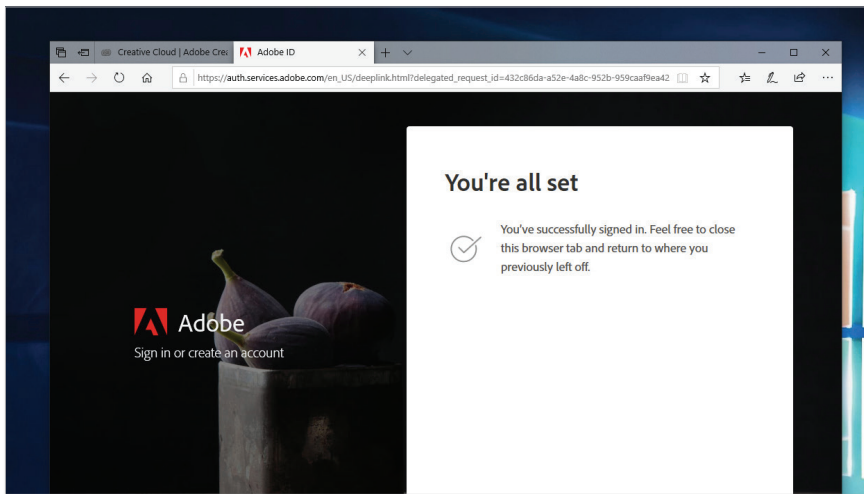 Creative Cloud | Adobe Crea
Adobe ID
https://auth.services.adobe.com/en_US/deeplink.html?delegated_request_id=432c86da-a52e-4a8c-952b-959caaf9ea42
You're all set
You've successfully signed in. Feel free to close
this browser tab and return to where you
previously left off.
Adobe
Sign in or create an account